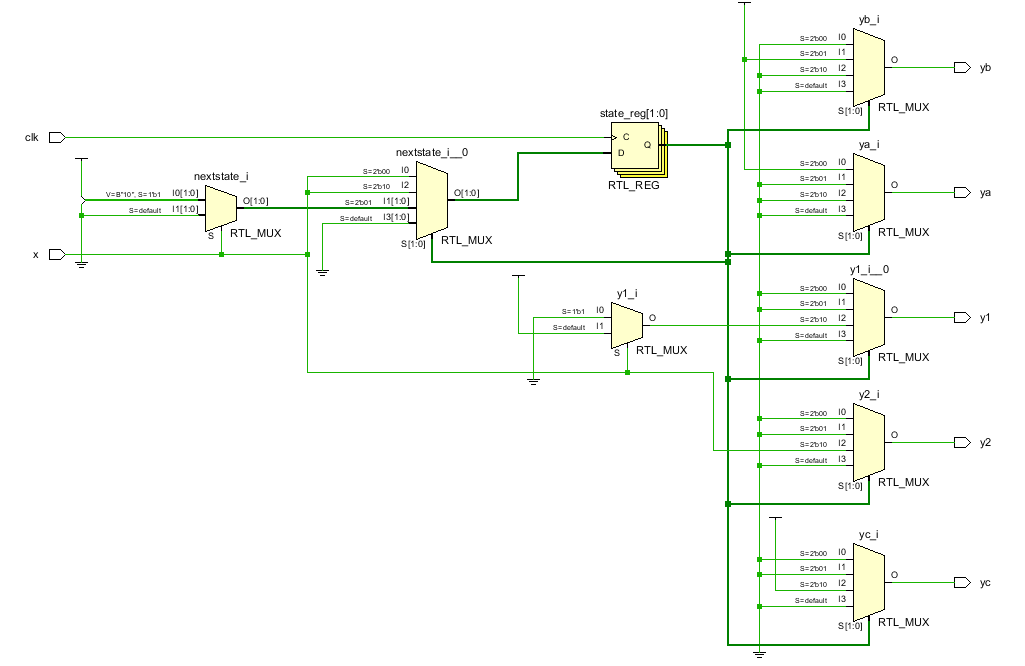 clk
x
nextstate_i
V=B"10", S=1'b1 I0[1:0]
S=default I1[1:0]
O[1:0]
S
RTL_MUX
nextstate_i__0
S=2'b00 I0
S=2'b10 I2
S=2'b01 I1[1:0]
S=default I3[1:0]
O[1:0]
S[1:0]
RTL_MUX
state_reg[1:0]
C
D
Q
RTL_REG
y1_i
S=1'b1 I0
S=default I1
O
S
RTL_MUX
yb_i
S=2'b00 I0
S=2'b01 I1
S=2'b10 I2
S=default I3
O
S[1:0]
RTL_MUX
yb
ya_i
S=2'b00 I0
S=2'b01 I1
S=2'b10 I2
S=default I3
O
S[1:0]
RTL_MUX
ya
y1_i__0
S=2'b00 I0
S=2'b01 I1
S=2'b10 I2
S=default I3
O
S[1:0]
RTL_MUX
y1
y2_i
S=2'b00 I0
S=2'b01 I1
S=2'b10 I2
S=default I3
O
S[1:0]
RTL_MUX
y2
yc_i
S=2'b00 I0
S=2'b01 I1
S=2'b10 I2
S=default I3
O
S[1:0]
RTL_MUX
yc